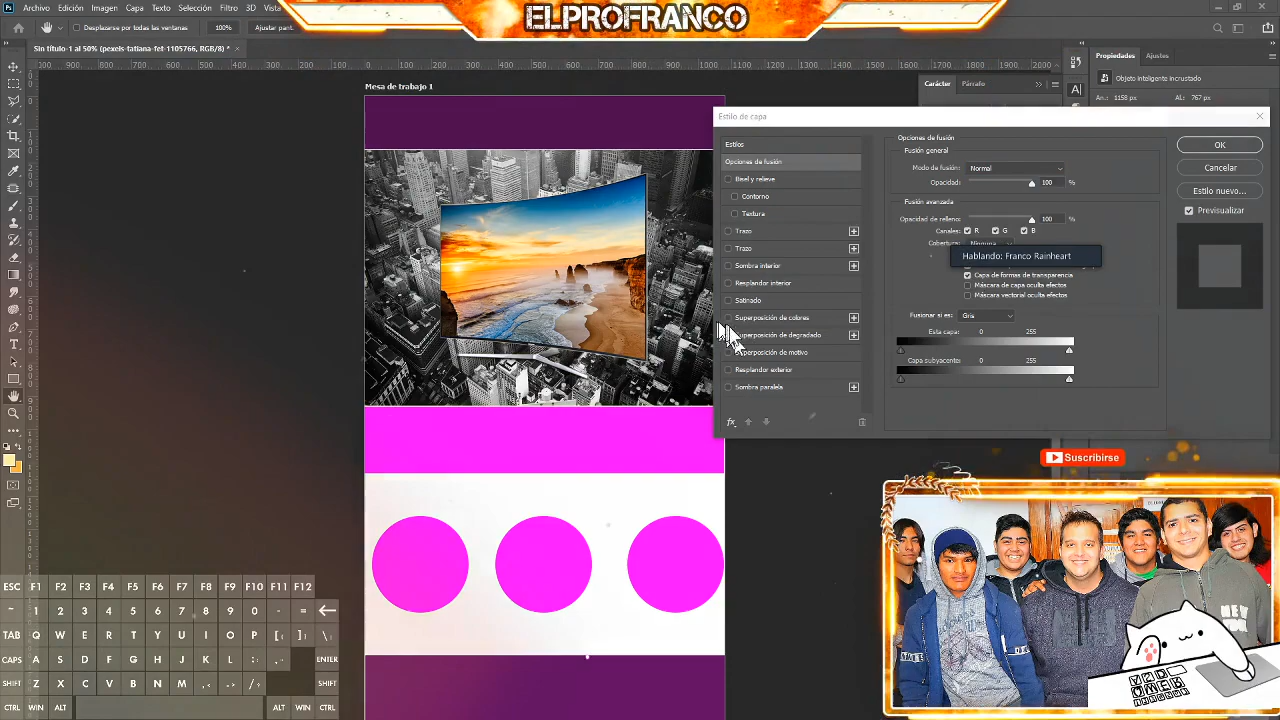 ELPROFRANCO
Ps
Edición
Imagen
Capa
Texto
Selección
Filtro
3D
Vista
Desplazarse por todas las ventanas
100%
Ajustar pant.
Sin título-1 al 50% (pexels-tatiana-fet-1105766, RGB/8) *
Mesa de trabajo 1
Carácter
Párrafo
Propiedades
Ajustes
Objeto inteligente incrustado
An.: 1158 px
Al.: 767 px
Estilo de capa
Estilos
Opciones de fusión
Bisel y relieve
Contorno
Textura
Trazo
Trazo
Sombra interior
Resplandor interior
Satinado
Superposición de colores
Superposición de degradado
Superposición de motivo
Resplandor exterior
Sombra paralela
fx
Opciones de fusión
Fusión general
Modo de fusión: Normal
Opacidad: 100 %
Fusión avanzada
Opacidad de relleno: 100 %
Canales: R G B
Cobertura: Ninguna
Hablando: Franco Rainheart
Capa de formas de transparencia
Máscara de capa oculta efectos
Máscara vectorial oculta efectos
Fusionar si es: Gris
Esta capa: 0 255
Capa subyacente: 0 255
OK
Cancelar
Estilo nuevo...
Previsualizar
Suscribirse
ESC F1 F2 F3 F4 F5 F6 F7 F8 F9 F10 F11 F12
~ 1 2 3 4 5 6 7 8 9 0 - = ←
TAB Q W E R T Y U I O P [ ] \
CAPS A S D F G H J K L ; , ENTER
SHIFT Z X C V B N M , . / SHIFT
CTRL WIN ALT ALT WIN CTRL